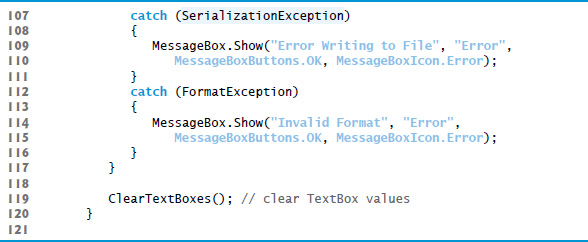 107 catch (SerializationException)
108 {
109 MessageBox.Show("Error Writing to File", "Error",
110 MessageBoxButtons.OK, MessageBoxIcon.Error);
111 }
112 catch (FormatException)
113 {
114 MessageBox.Show("Invalid Format", "Error",
115 MessageBoxButtons.OK, MessageBoxIcon.Error);
116 }
117 }
118
119 ClearTextBoxes(); // clear TextBox values
120 }
121